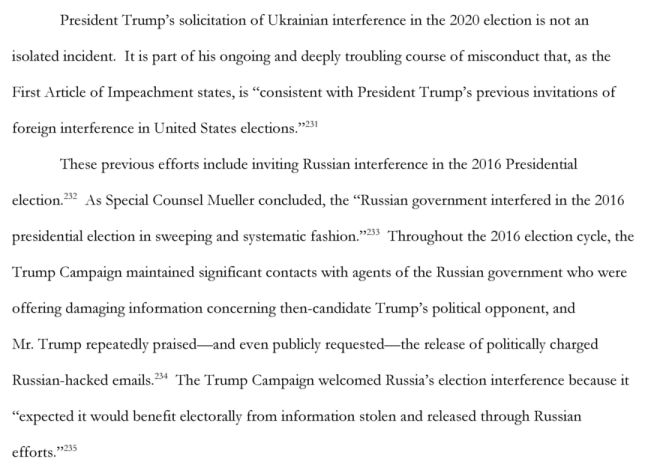 President Trump’s solicitation of Ukrainian interference in the 2020 election is not an
isolated incident.  It is part of his ongoing and deeply troubling course of misconduct that, as the
First Article of Impeachment states, is “consistent with President Trump’s previous invitations of
foreign interference in United States elections.”231
These previous efforts include inviting Russian interference in the 2016 Presidential
election.232  As Special Counsel Mueller concluded, the “Russian government interfered in the 2016
presidential election in sweeping and systematic fashion.”233  Throughout the 2016 election cycle, the
Trump Campaign maintained significant contacts with agents of the Russian government who were
offering damaging information concerning then-candidate Trump’s political opponent, and
Mr. Trump repeatedly praised—and even publicly requested—the release of politically charged
Russian-hacked emails.234  The Trump Campaign welcomed Russia’s election interference because it
“expected it would benefit electorally from information stolen and released through Russian
efforts.”235